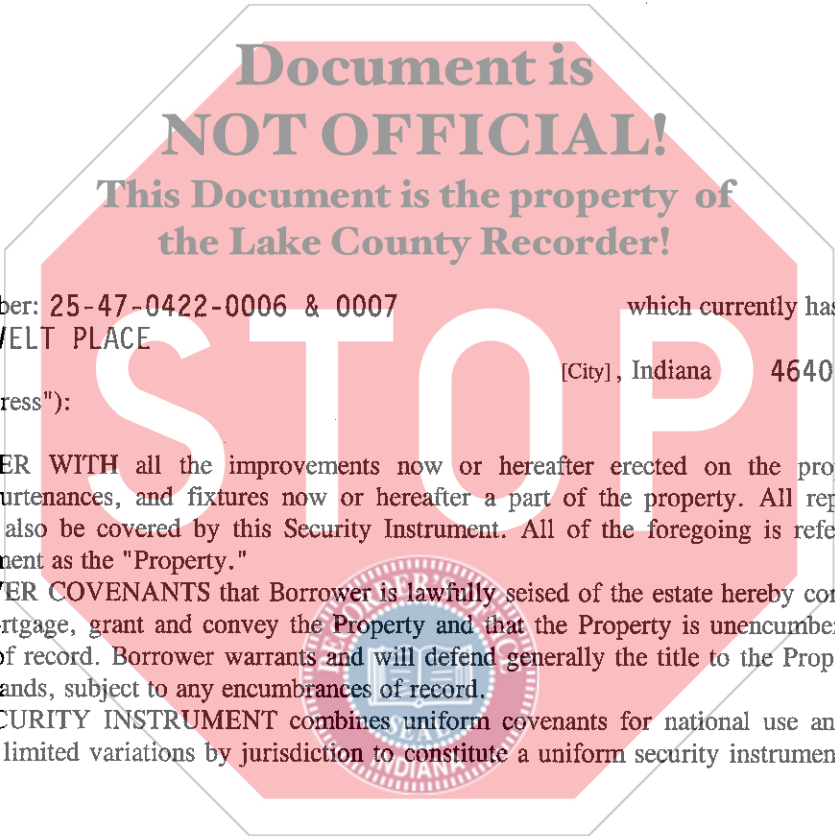 Document is
NOT OFFICIAL!
This Document is the property of
the Lake County Recorder!
ber: 25-47-0422-0006 & 0007 which currently has
VELT PLACE
[City], Indiana 4640
ress"):
STOP
ER WITH all the improvements now or hereafter erected on the pro
urtenances, and fixtures now or hereafter a part of the property. All rep
also be covered by this Security Instrument. All of the foregoing is refe
ment as the "Property."
VER COVENANTS that Borrower is lawfully seised of the estate hereby con
rtgage, grant and convey the Property and that the Property is unencumber
of record. Borrower warrants and will defend generally the title to the Prop
ands, subject to any encumbrances of record.
CURITY INSTRUMENT combines uniform covenants for national use an
limited variations by jurisdiction to constitute a uniform security instrumen
RECORDER'S OFFICE
SEAL
INDIANA